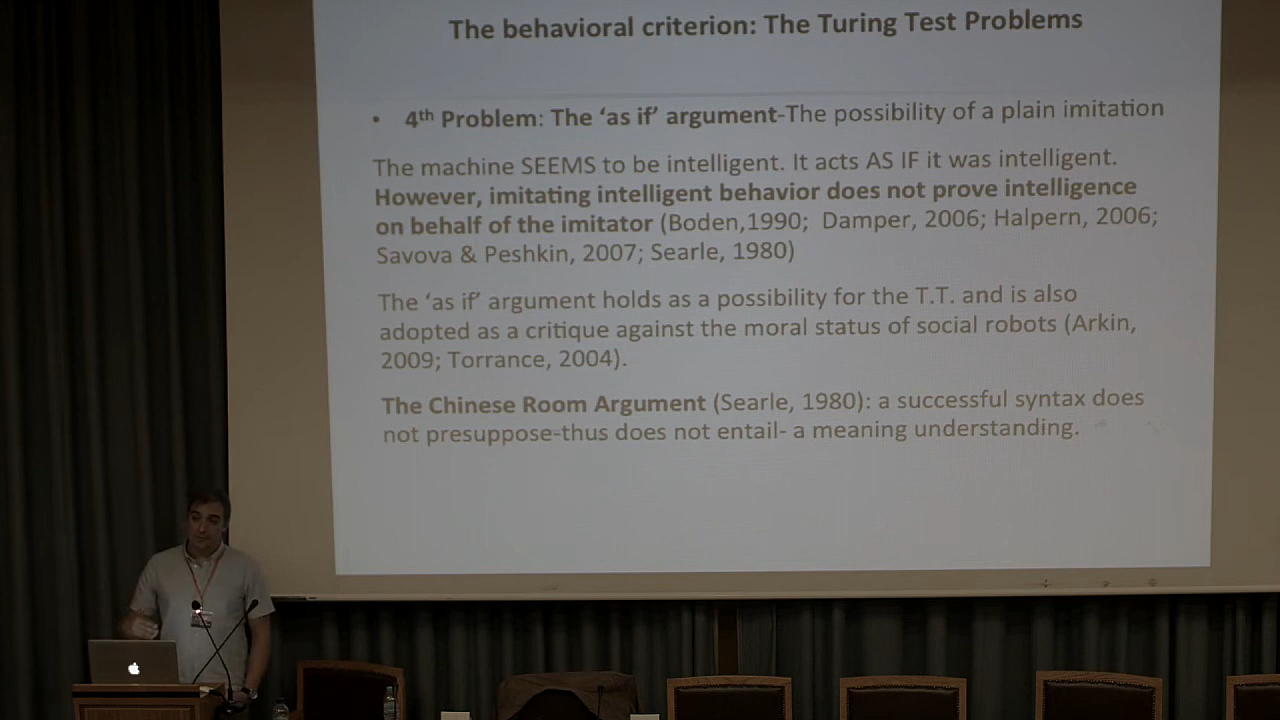 The behavioral criterion: The Turing Test Problems
• 4th Problem: The ‘as if’ argument-The possibility of a plain imitation
The machine SEEMS to be intelligent. It acts AS IF it was intelligent.
However, imitating intelligent behavior does not prove intelligence
on behalf of the imitator (Boden,1990; Damper, 2006; Halpern, 2006;
Savova & Peshkin, 2007; Searle, 1980)
The ‘as if’ argument holds as a possibility for the T.T. and is also
adopted as a critique against the moral status of social robots (Arkin,
2009; Torrance, 2004).
The Chinese Room Argument (Searle, 1980): a successful syntax does
not presuppose-thus does not entail- a meaning understanding.